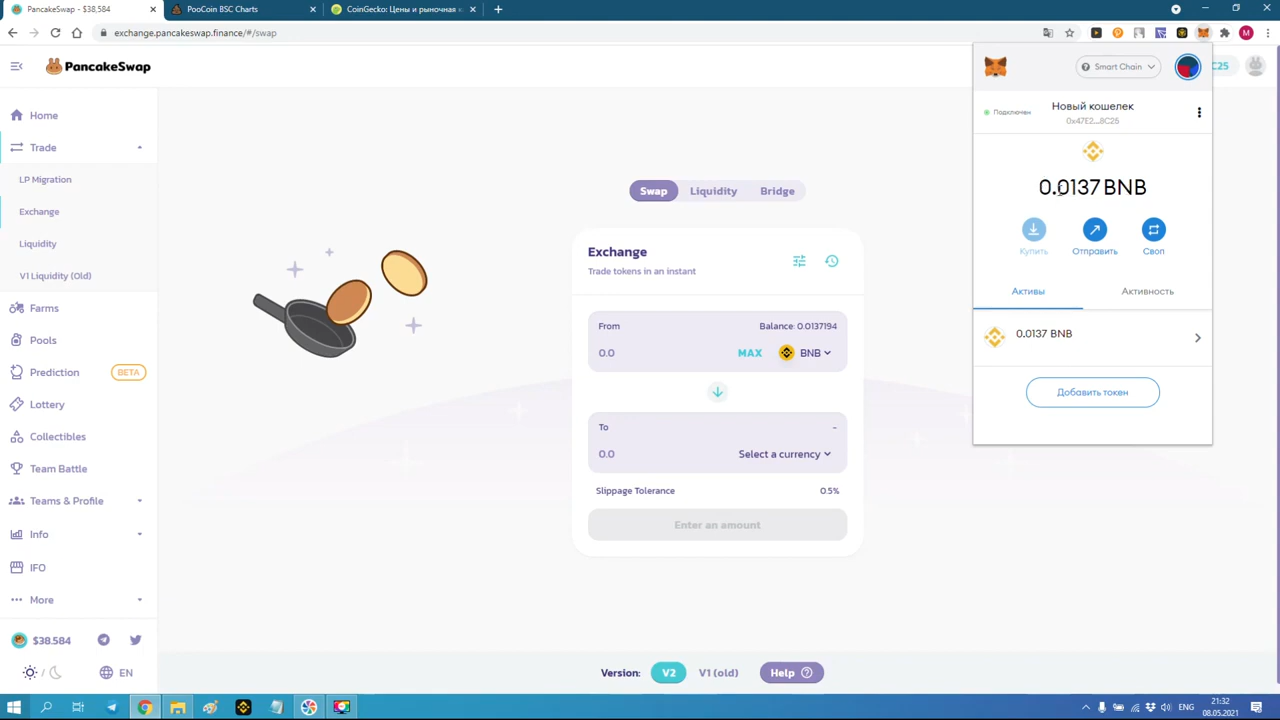 PancakeSwap - $38,584
PooCoin BSC Charts
CoinGecko: Цены и рыночная к
exchange.pancakeswap.finance/#/swap
PancakeSwap
C25
Home
Trade
LP Migration
Exchange
Liquidity
V1 Liquidity (Old)
Farms
Pools
Prediction
BETA
Lottery
Collectibles
Team Battle
Teams & Profile
Info
IFO
More
$38.584
EN
Swap
Liquidity
Bridge
Exchange
Trade tokens in an instant
From
Balance: 0.0137194
0.0
MAX
BNB
To
-
0.0
Select a currency
Slippage Tolerance
0.5%
Enter an amount
Version:
V2
V1 (old)
Help
Smart Chain
Подключен
Новый кошелек
0x47E2...8C25
0.0137 BNB
Купить
Отправить
Своп
Активы
Активность
0.0137 BNB
Добавить токен
ENG
21:32
08.05.2021